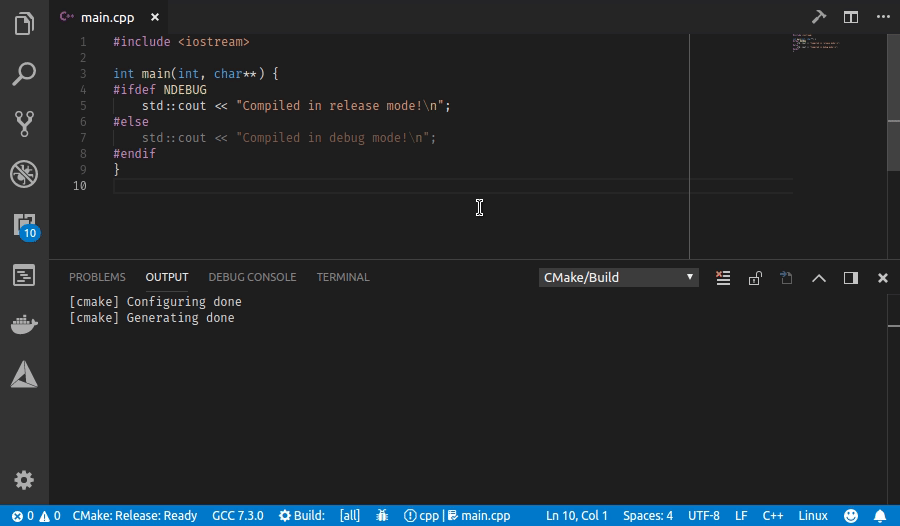 C++ main.cpp ×
1 #include <iostream>
2
3 int main(int, char**) {
4 #ifdef NDEBUG
5 std::cout << "Compiled in release mode!\n";
6 #else
7 std::cout << "Compiled in debug mode!\n";
8 #endif
9 }
10
10
PROBLEMS OUTPUT DEBUG CONSOLE TERMINAL CMake/Build
[cmake] Configuring done
[cmake] Generating done
0 0 CMake: Release: Ready GCC 7.3.0 Build: [all] cpp | main.cpp Ln 10, Col 1 Spaces: 4 UTF-8 LF C++ Linux